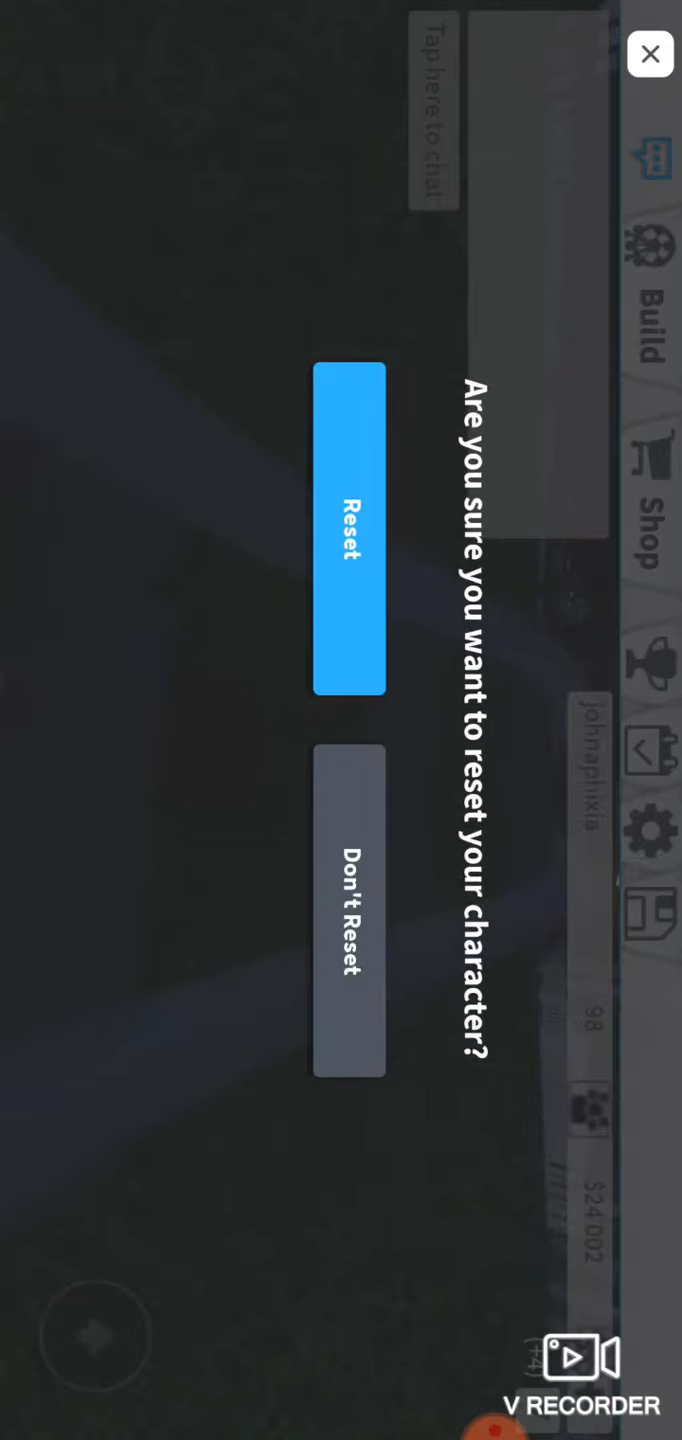 Build
Shop
Tap here to chat
johnaphixia
98
$24 002
(+4)
Are you sure you want to reset your character?
Reset
Don't Reset
V RECORDER